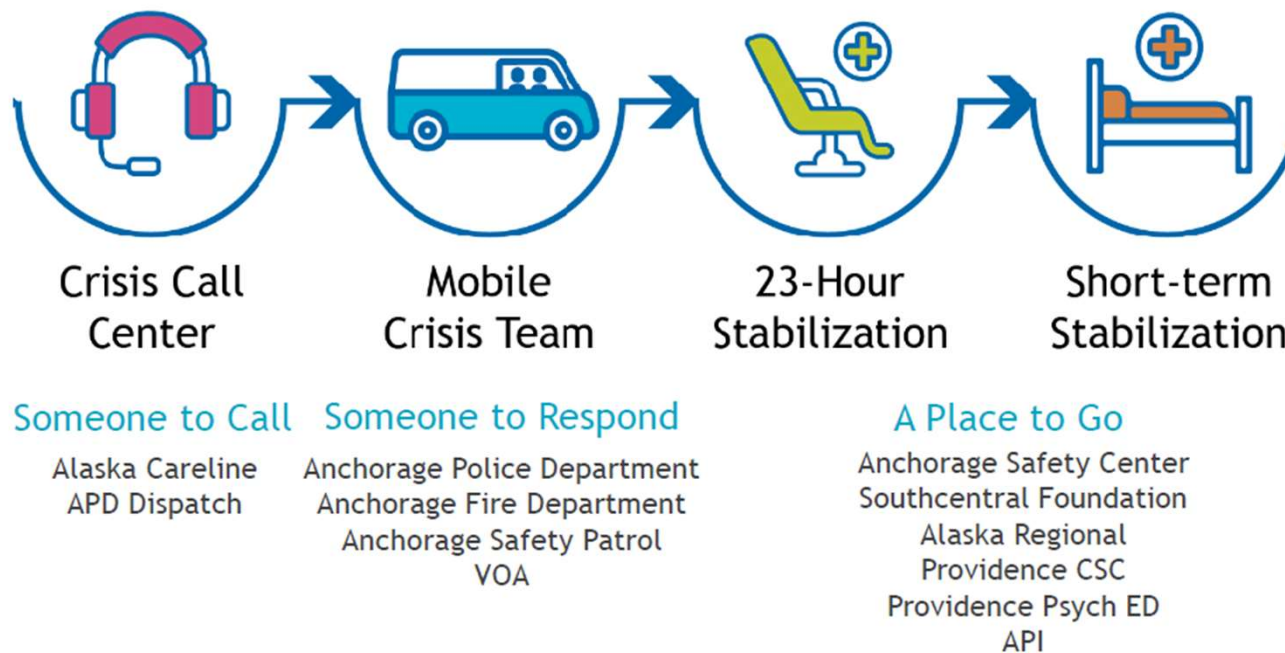 Crisis Call
Center
Mobile
Crisis Team
23-Hour
Stabilization
Short-term
Stabilization
Someone to Call
Alaska Careline
APD Dispatch
Someone to Respond
Anchorage Police Department
Anchorage Fire Department
Anchorage Safety Patrol
VOA
A Place to Go
Anchorage Safety Center
Southcentral Foundation
Alaska Regional
Providence CSC
Providence Psych ED
API